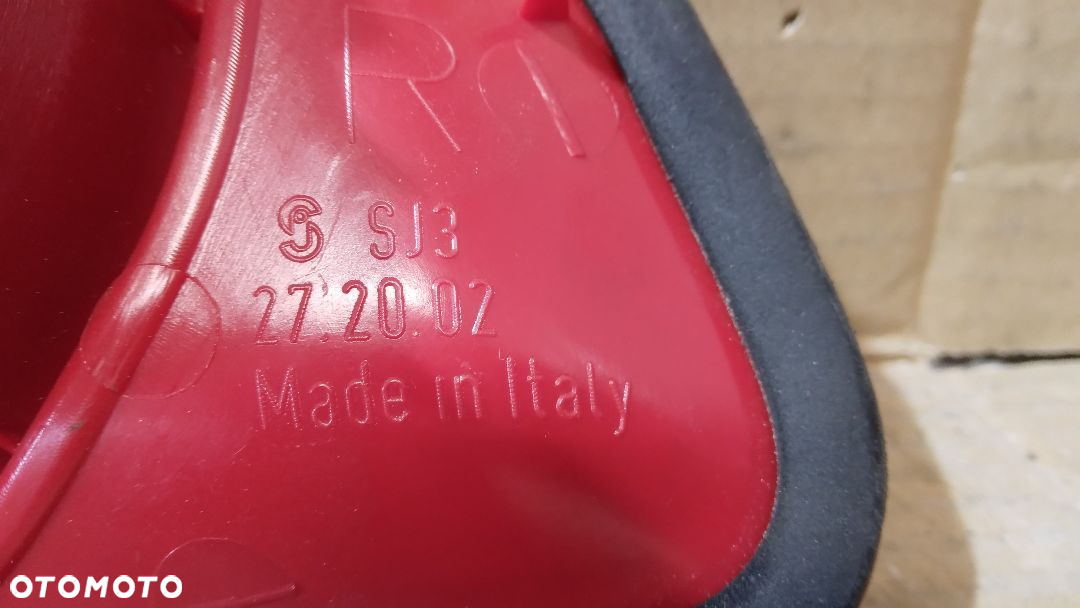 R
SJ3
27.20.02
Made in Italy
OTOMOTO